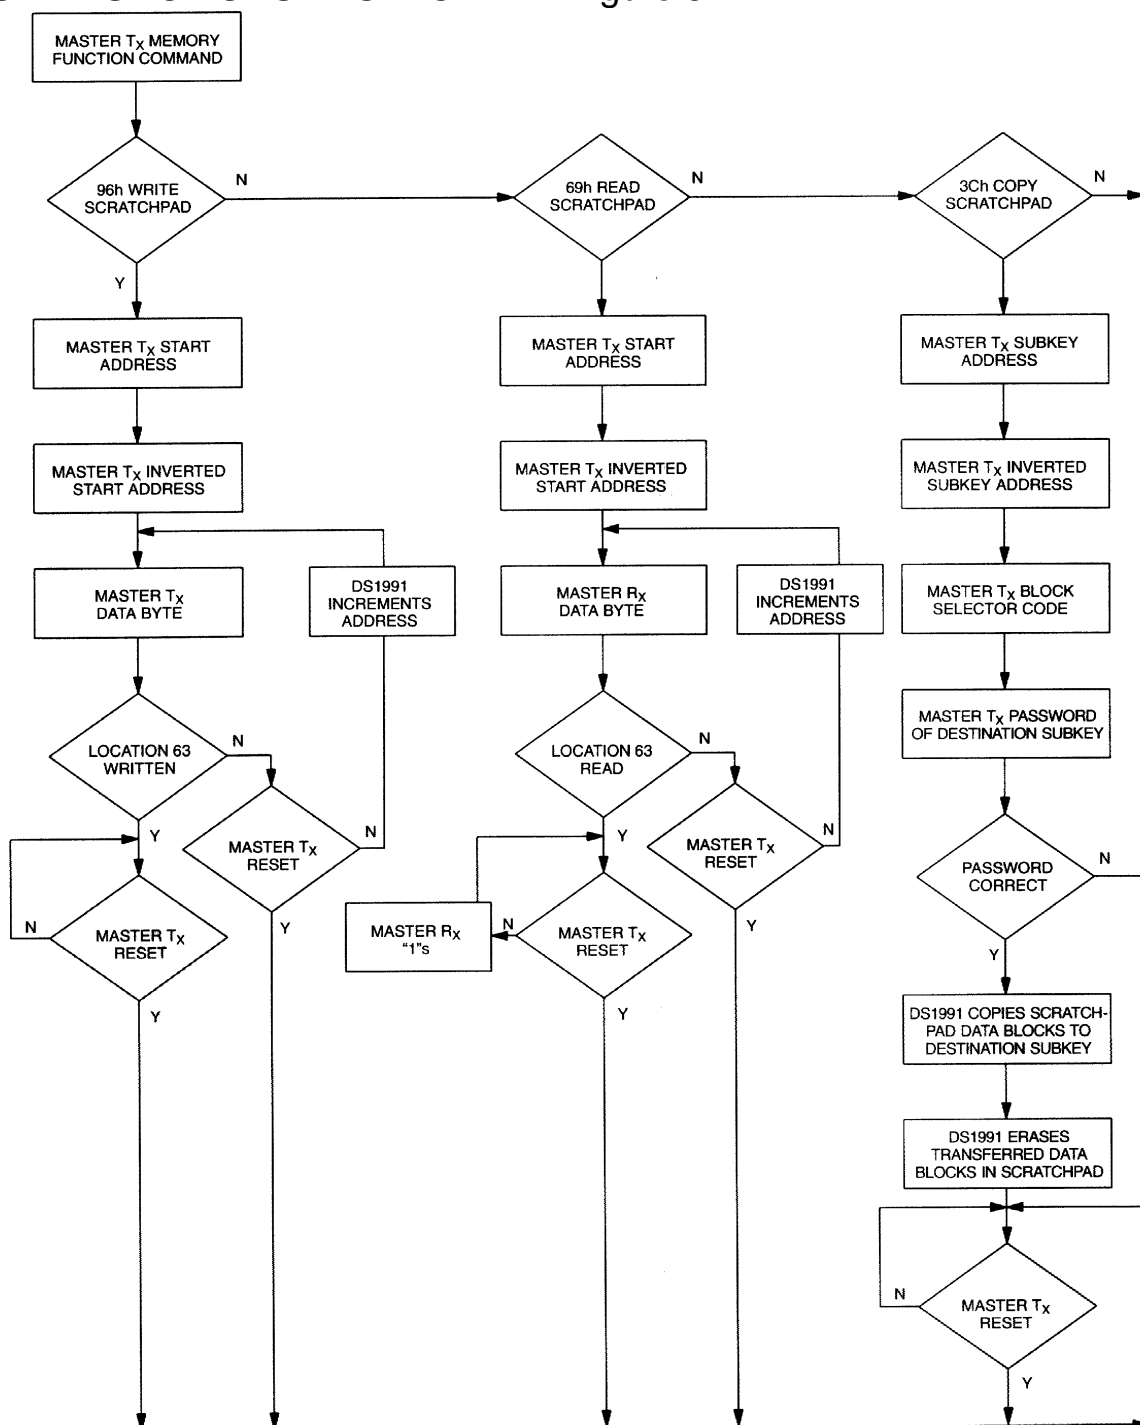 MASTER TX MEMORY
FUNCTION COMMAND
96h WRITE
SCRATCHPAD
N
Y
69h READ
SCRATCHPAD
N
3Ch COPY
SCRATCHPAD
N
MASTER TX START
ADDRESS
MASTER TX START
ADDRESS
MASTER TX SUBKEY
ADDRESS
MASTER TX INVERTED
START ADDRESS
MASTER TX INVERTED
START ADDRESS
MASTER TX INVERTED
SUBKEY ADDRESS
MASTER TX
DATA BYTE
DS1991
INCREMENTS
ADDRESS
MASTER RX
DATA BYTE
DS1991
INCREMENTS
ADDRESS
MASTER TX BLOCK
SELECTOR CODE
MASTER TX PASSWORD
OF DESTINATION SUBKEY
LOCATION 63
WRITTEN
N
Y
MASTER TX
RESET
N
Y
LOCATION 63
READ
N
Y
MASTER TX
RESET
N
Y
PASSWORD
CORRECT
N
Y
MASTER TX
RESET
N
Y
MASTER RX
"1"s
N
MASTER TX
RESET
Y
DS1991 COPIES SCRATCH-
PAD DATA BLOCKS TO
DESTINATION SUBKEY
DS1991 ERASES
TRANSFERRED DATA
BLOCKS IN SCRATCHPAD
N
MASTER TX
RESET
Y